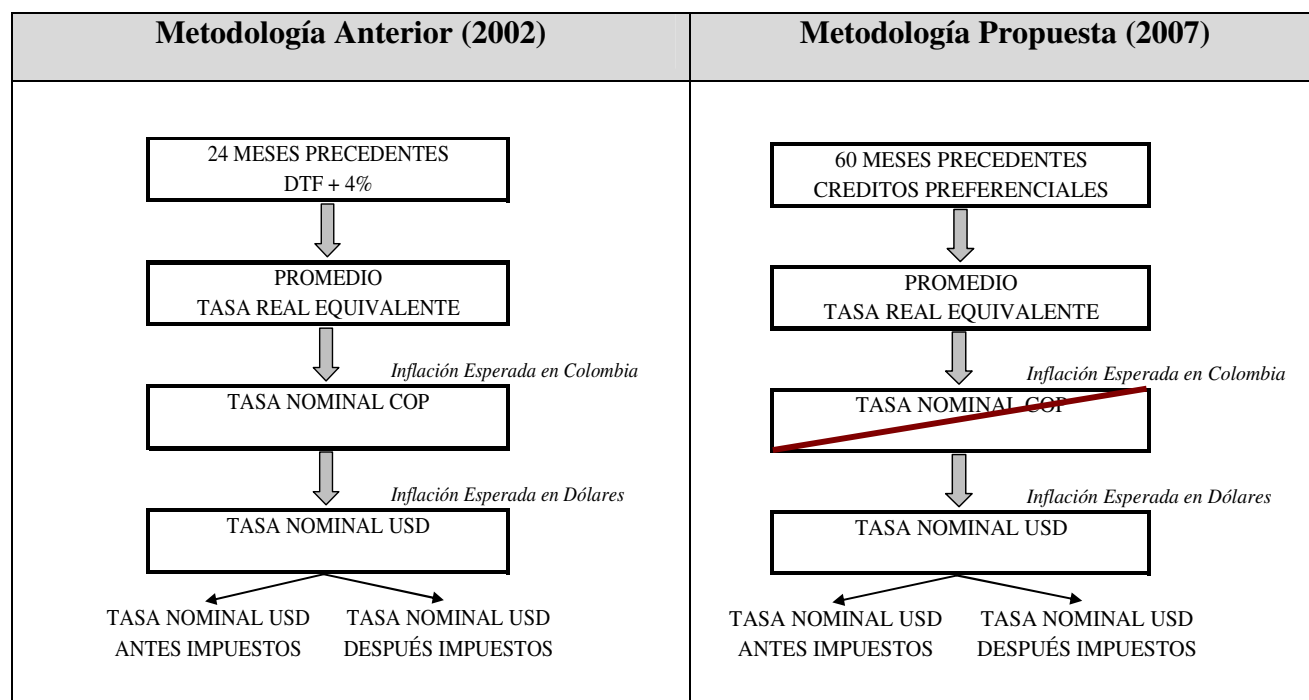 Metodología Anterior (2002)
24 MESES PRECEDENTES
DTF + 4%
PROMEDIO
TASA REAL EQUIVALENTE
Inflación Esperada en Colombia
TASA NOMINAL COP
Inflación Esperada en Dólares
TASA NOMINAL USD
TASA NOMINAL USD
ANTES IMPUESTOS
TASA NOMINAL USD
DESPUÉS IMPUESTOS
Metodología Propuesta (2007)
60 MESES PRECEDENTES
CREDITOS PREFERENCIALES
PROMEDIO
TASA REAL EQUIVALENTE
Inflación Esperada en Colombia
TASA NOMINAL COP
Inflación Esperada en Dólares
TASA NOMINAL USD
TASA NOMINAL USD
ANTES IMPUESTOS
TASA NOMINAL USD
DESPUÉS IMPUESTOS